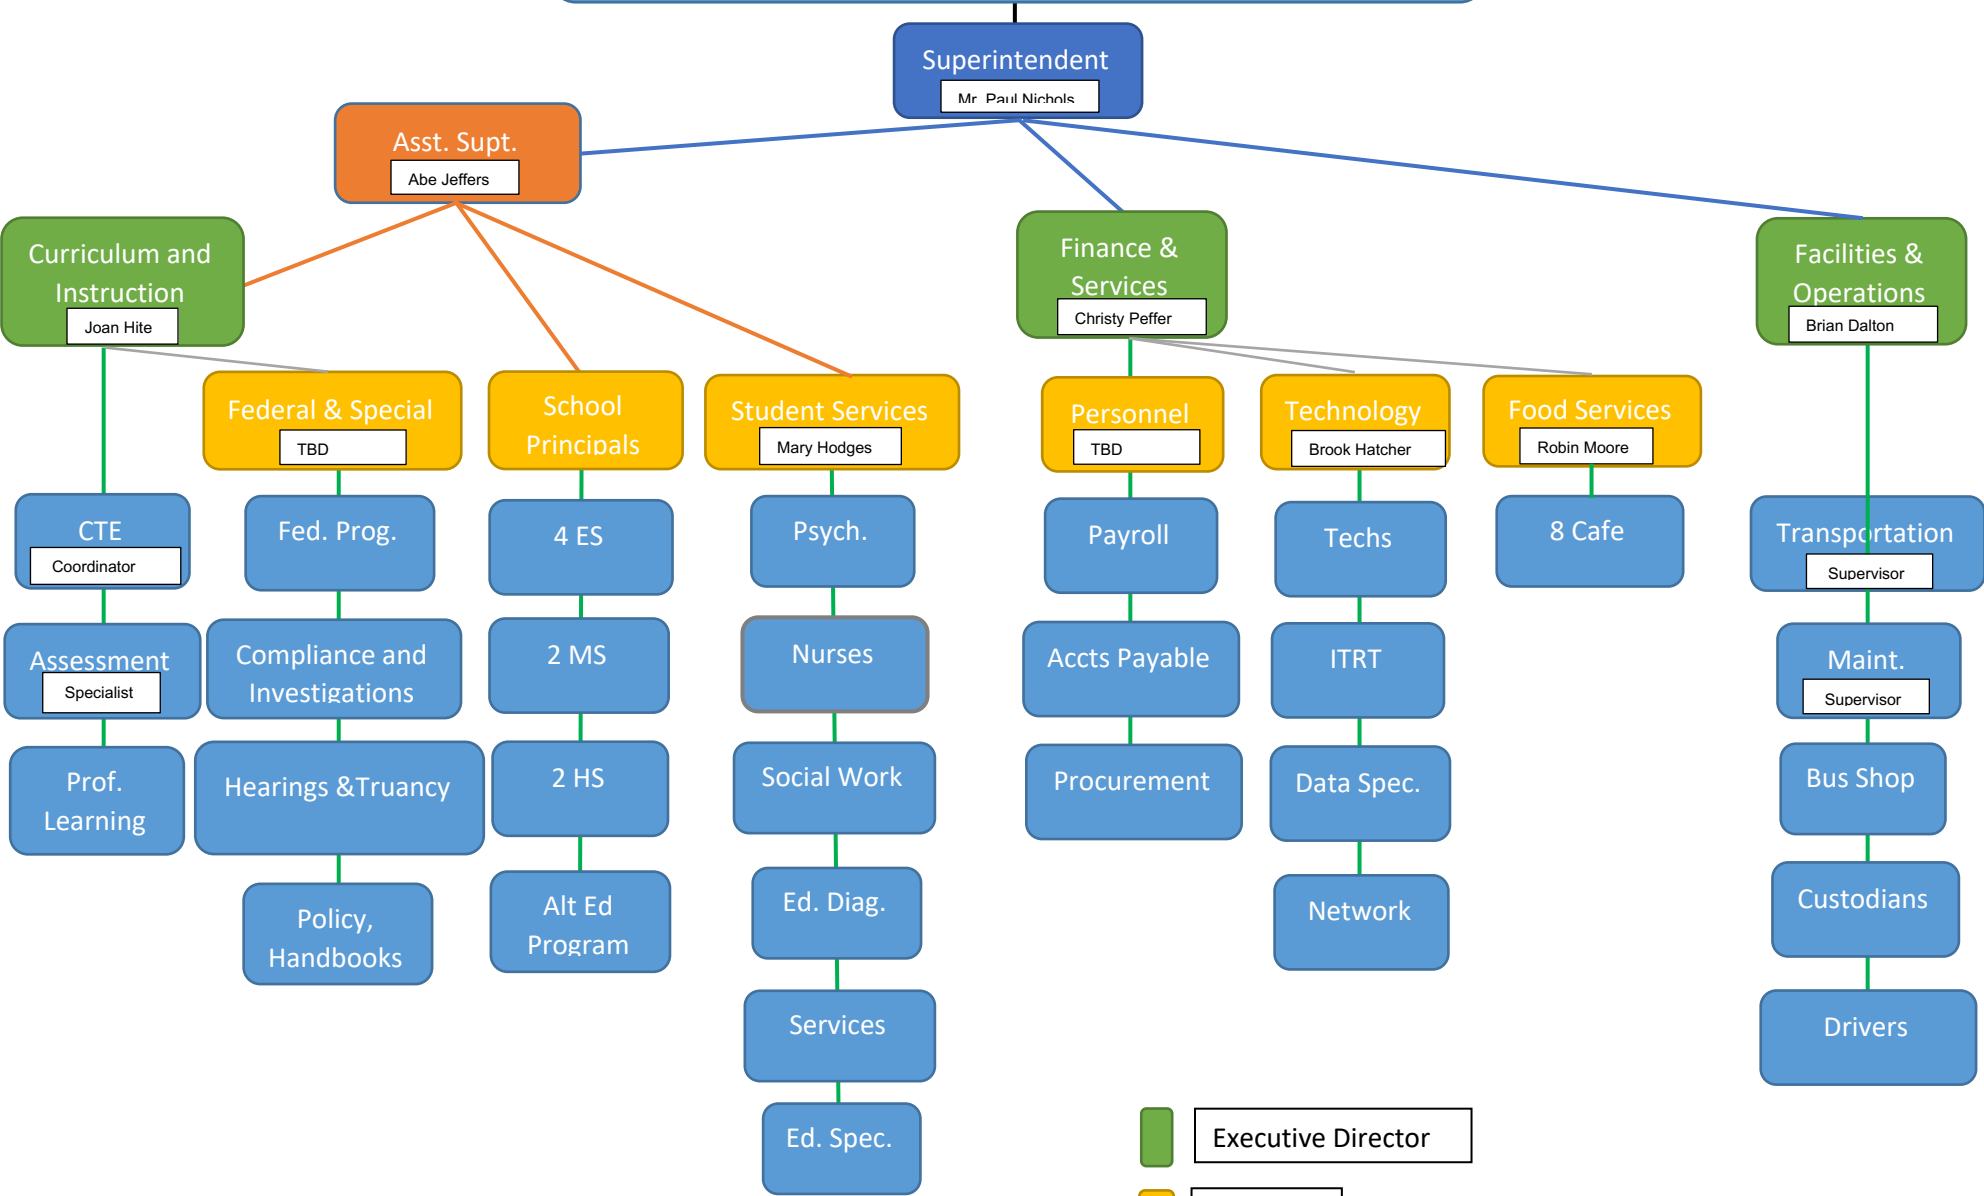 Superintendent
Mr. Paul Nichols
Asst. Supt.
Abe Jeffers
Curriculum and
Instruction
Joan Hite
Finance &
Services
Christy Peffer
Facilities &
Operations
Brian Dalton
Federal & Special
TBD
School
Principals
Student Services
Mary Hodges
Personnel
TBD
Technology
Brook Hatcher
Food Services
Robin Moore
CTE
Coordinator
Assessment
Specialist
Prof.
Learning
Fed. Prog.
Compliance and
Investigations
Hearings &Truancy
Policy,
Handbooks
4 ES
2 MS
2 HS
Alt Ed
Program
Psych.
Nurses
Social Work
Ed. Diag.
Services
Ed. Spec.
Payroll
Accts Payable
Procurement
Techs
ITRT
Data Spec.
Network
8 Cafe
Transportation
Supervisor
Maint.
Supervisor
Bus Shop
Custodians
Drivers
Executive Director